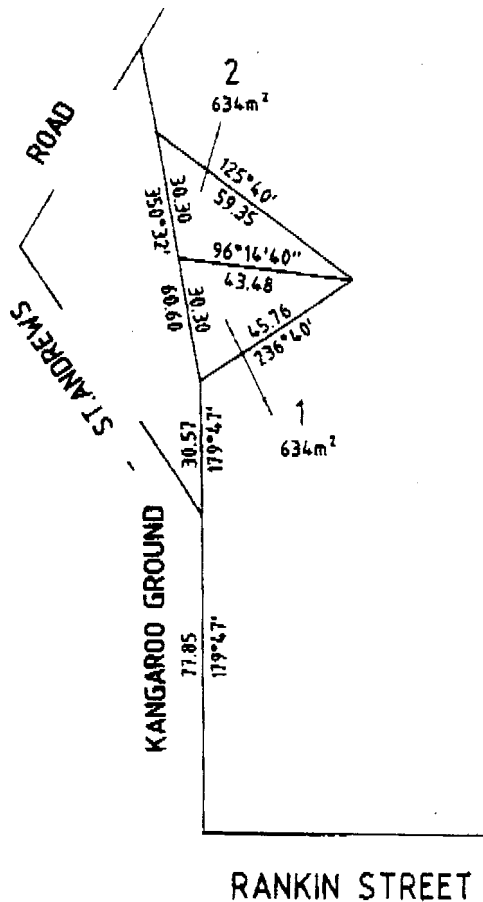 2
634m²
ROAD
125°40'
59.35
30.30
350°32'
96°14'40"
43.48
30.30
60.60
45.76
236°40'
1
634m²
ST.ANDREWS
30.57
179°47'
KANGAROO GROUND
77.85
179°47'
RANKIN STREET